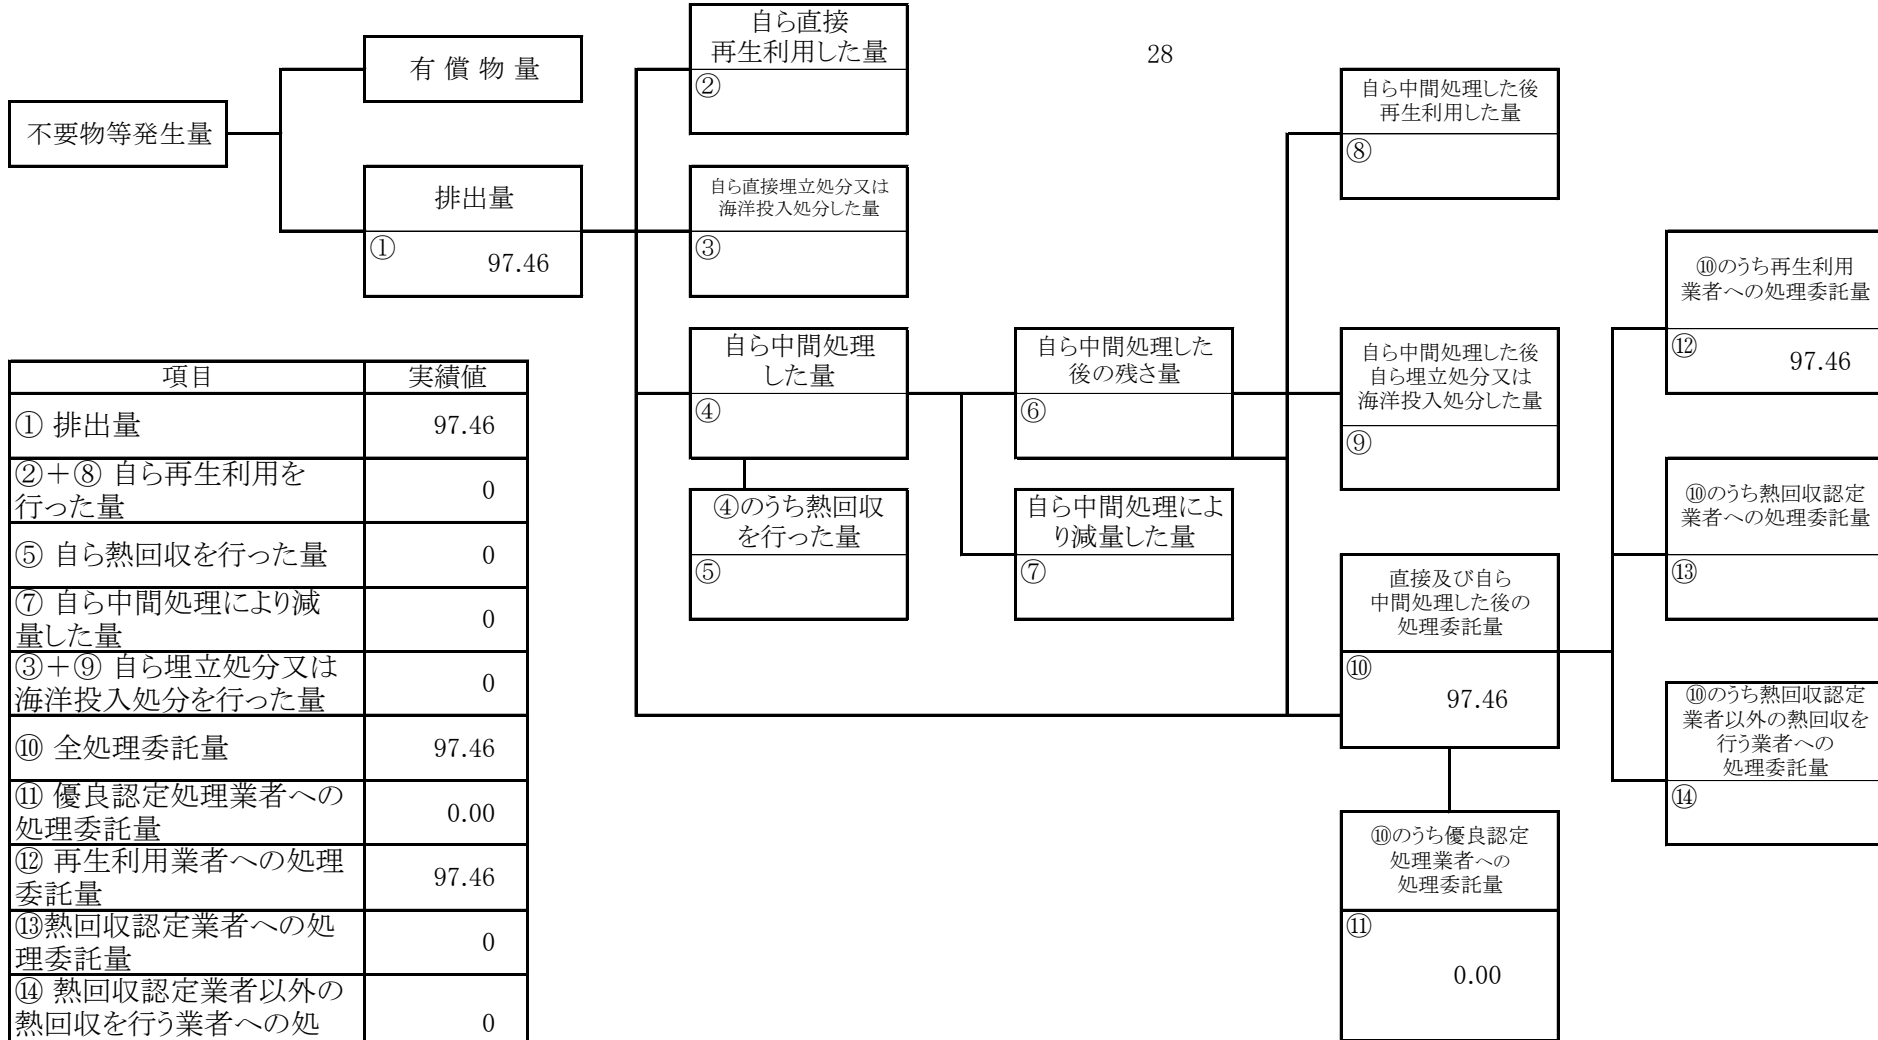 28
不要物等発生量
有 償 物 量
排出量
①
97.46
自ら直接
再生利用した量
②
自ら直接埋立処分又は
海洋投入処分した量
③
自ら中間処理
した量
④
④のうち熱回収
を行った量
⑤
自ら中間処理した
後の残さ量
⑥
自ら中間処理によ
り減量した量
⑦
自ら中間処理した後
再生利用した量
⑧
自ら中間処理した後
自ら埋立処分又は
海洋投入処分した量
⑨
直接及び自ら
中間処理した後の
処理委託量
⑩
97.46
⑩のうち優良認定
処理業者への
処理委託量
⑪
0.00
⑩のうち再生利用
業者への処理委託量
⑫
97.46
⑩のうち熱回収認定
業者への処理委託量
⑬
⑩のうち熱回収認定
業者以外の熱回収を
行う業者への
処理委託量
⑭
項目 実績値
① 排出量 97.46
②＋⑧ 自ら再生利用を
行った量 0
⑤ 自ら熱回収を行った量 0
⑦ 自ら中間処理により減
量した量 0
③＋⑨ 自ら埋立処分又は
海洋投入処分を行った量 0
⑩ 全処理委託量 97.46
⑪ 優良認定処理業者への
処理委託量 0.00
⑫ 再生利用業者への処理
委託量 97.46
⑬熱回収認定業者への処
理委託量 0
⑭ 熱回収認定業者以外の
熱回収を行う業者への処 0